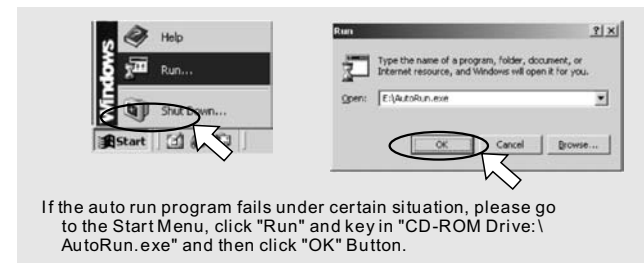 Windows
Help
Run...
Shut Down...
Start
Run
Type the name of a program, folder, document, or
Internet resource, and Windows will open it for you.
Open:
E:\AutoRun.exe
OK
Cancel
Browse...
If the auto run program fails under certain situation, please go
to the Start Menu, click "Run" and key in "CD-ROM Drive:\
AutoRun.exe" and then click "OK" Button.